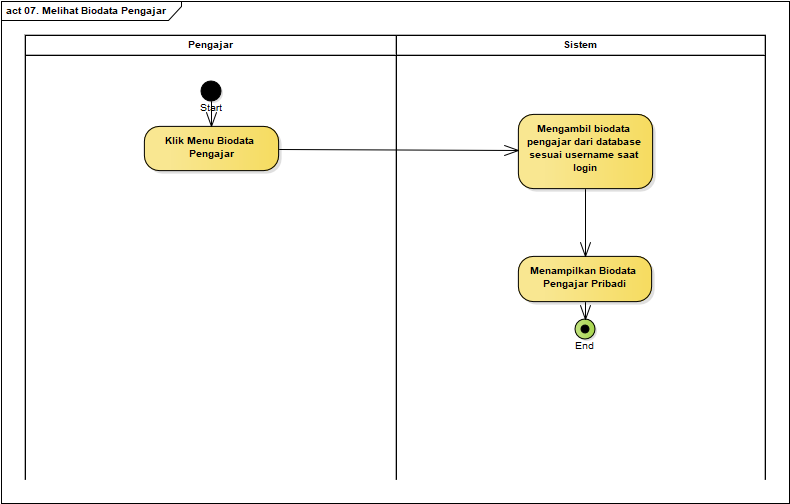 act 07. Melihat Biodata Pengajar
Pengajar
Sistem
Start
Klik Menu Biodata
Pengajar
Mengambil biodata
pengajar dari database
sesuai username saat
login
Menampilkan Biodata
Pengajar Pribadi
End